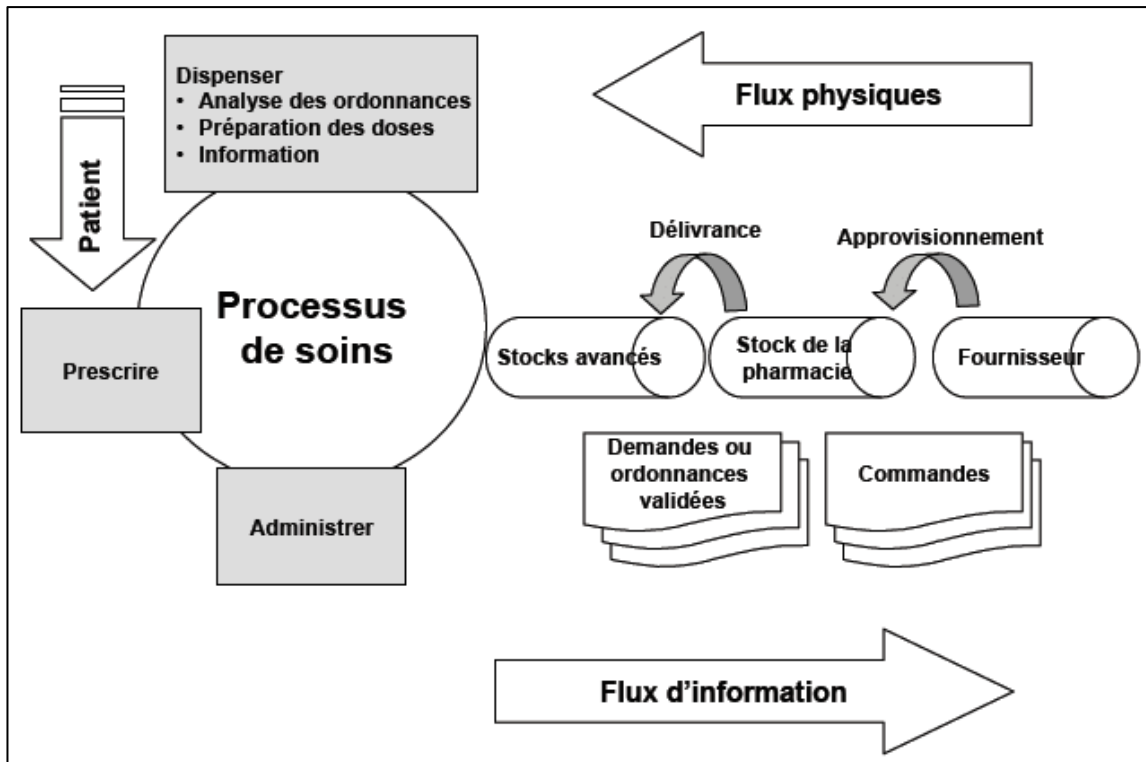 Dispenser
• Analyse des ordonnances
• Préparation des doses
• Information
Flux physiques
Patient
Délivrance
Approvisionnement
Processus
de soins
Prescrire
Stocks avancés
Stock de la
pharmacie
Fournisseur
Demandes ou
ordonnances
validées
Commandes
Administrer
Flux d’information